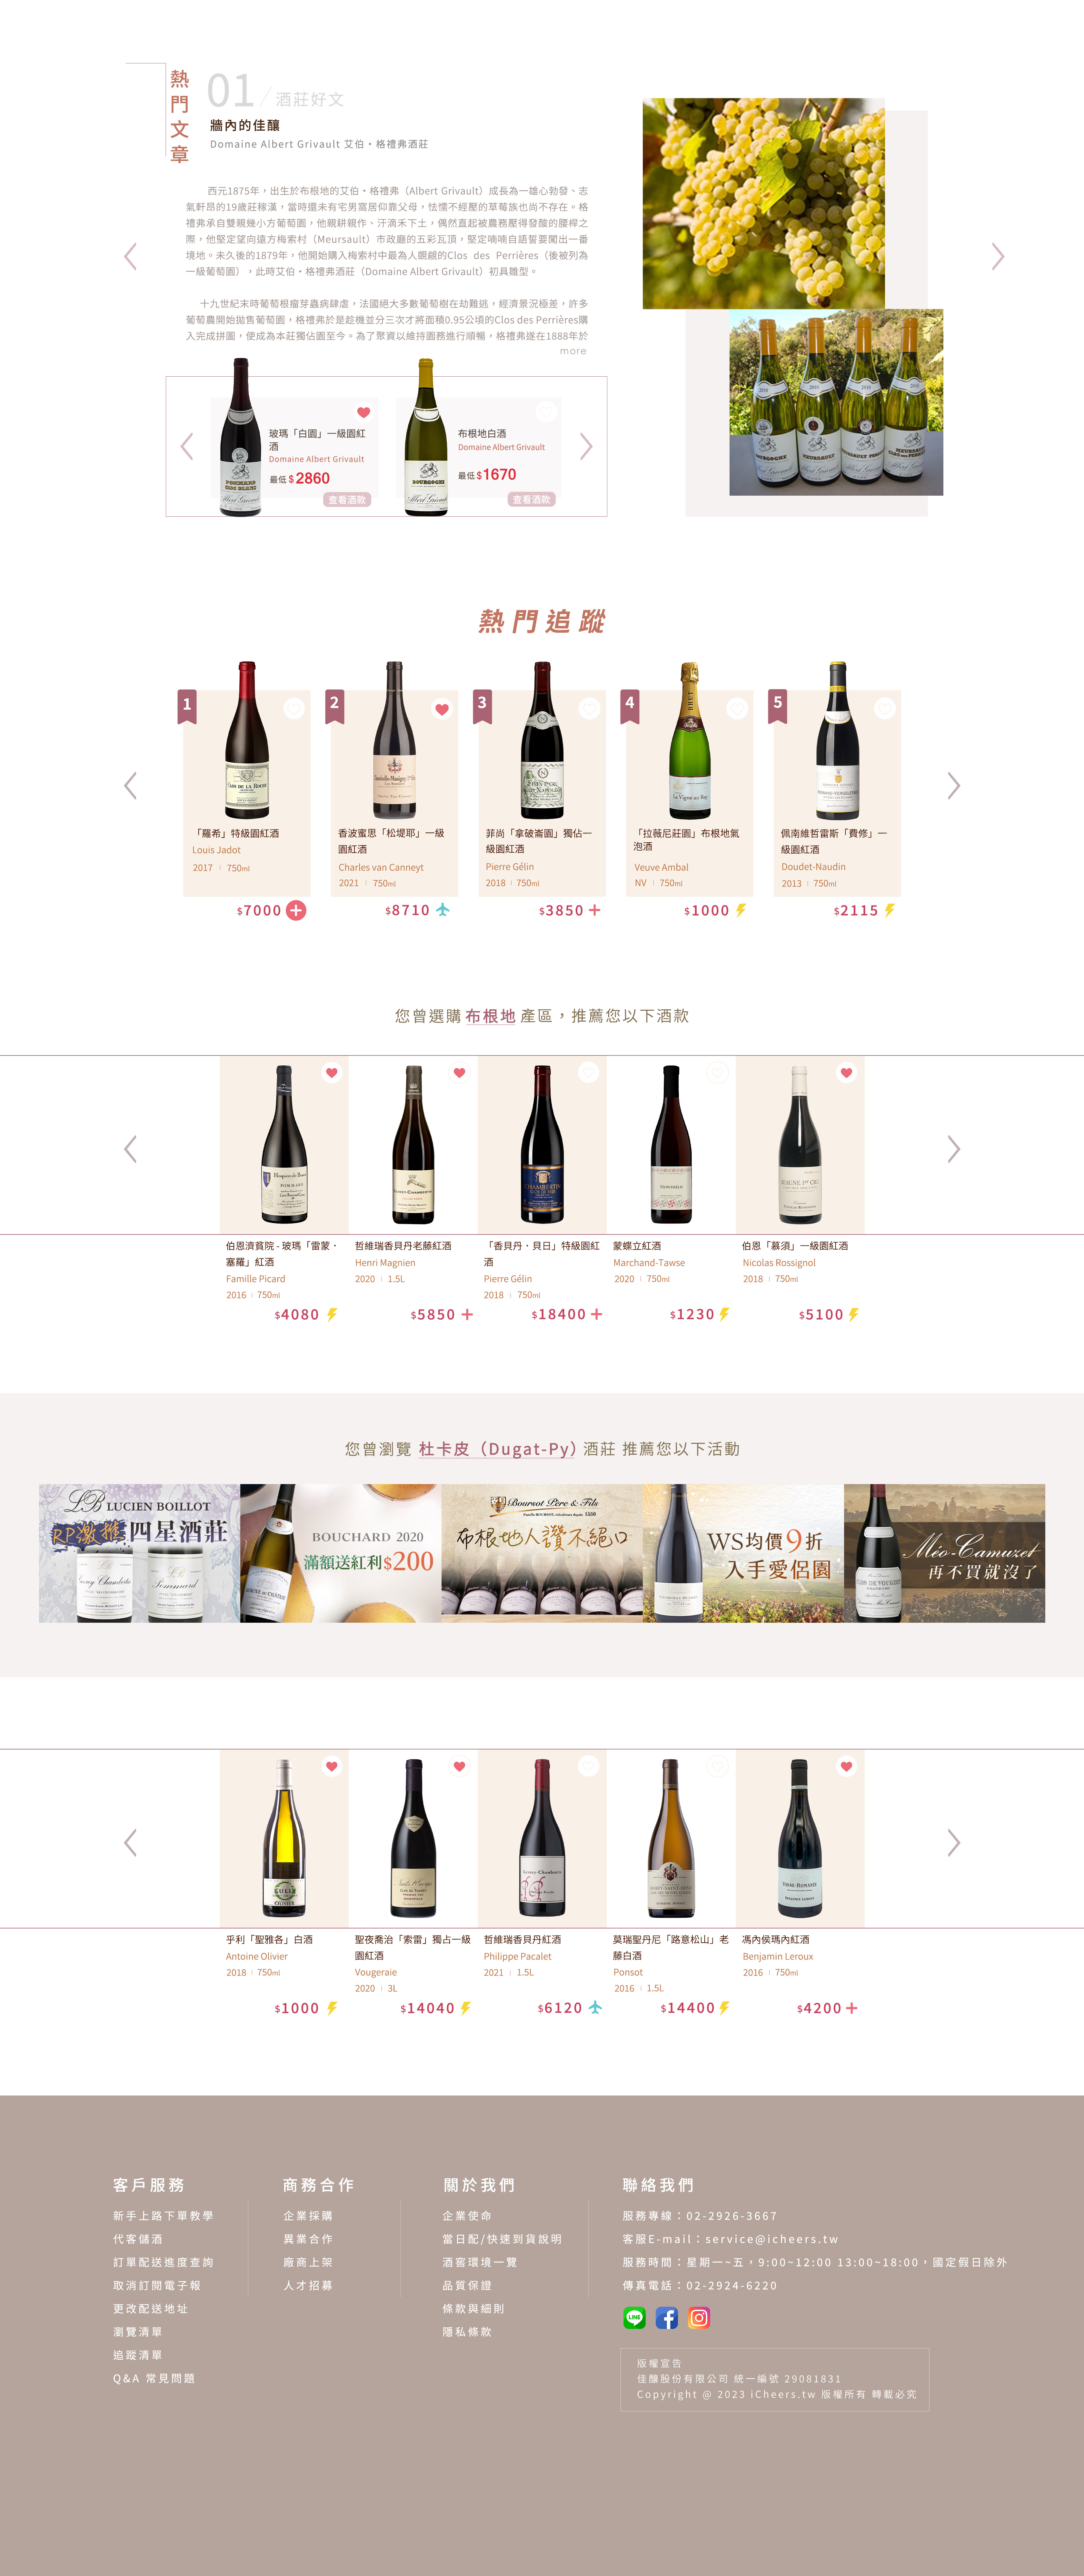 熱門文章
01 / 酒莊好文
牆內的佳釀
Domaine Albert Grivault 艾伯・格禮弗酒莊
西元1875年，出生於布根地的艾伯・格禮弗（Albert Grivault）成長為一雄心勃發、志
氣軒昂的19歲莊稼漢，當時還未有宅男窩居仰靠父母，怯懦不經壓的草莓族也尚不存在。格
禮弗承自雙親幾小方葡萄園，他親耕親作、汗滴禾下土，偶然直起被農務壓得發酸的腰桿之
際，他堅定望向遠方梅索村（Meursault）市政廳的五彩瓦頂，堅定喃喃自語誓要闖出一番
境地。未久後的1879年，他開始購入梅索村中最為人覬覦的Clos des Perrières（後被列為
一級葡萄園），此時艾伯・格禮弗酒莊（Domaine Albert Grivault）初具雛型。
十九世紀末時葡萄根瘤芽蟲病肆虐，法國絕大多數葡萄樹在劫難逃，經濟景況極差，許多
葡萄農開始拋售葡萄園，格禮弗於是趁機並分三次才將面積0.95公頃的Clos des Perrières購
入完成拼圖，使成為本莊獨佔園至今。為了聚資以維持園務進行順暢，格禮弗遂在1888年於
more
玻瑪「白園」一級園紅
酒
Domaine Albert Grivault
最低 $ 2860
查看酒款
布根地白酒
Domaine Albert Grivault
最低 $ 1670
查看酒款
熱門追蹤
1
「羅希」特級園紅酒
Louis Jadot
2017 | 750ml
$7000
2
香波蜜思「松堤耶」一級
園紅酒
Charles van Canneyt
2021 | 750ml
$8710
3
菲尚「拿破崙園」獨佔一
級園紅酒
Pierre Gélin
2018 | 750ml
$3850
4
「拉薇尼莊園」布根地氣
泡酒
Veuve Ambal
NV | 750ml
$1000
5
佩南維哲雷斯「費修」一
級園紅酒
Doudet-Naudin
2013 | 750ml
$2115
您曾選購 布根地 產區，推薦您以下酒款
伯恩濟貧院 - 玻瑪「雷蒙・
塞羅」紅酒
Famille Picard
2016 | 750ml
$4080
哲維瑞香貝丹老藤紅酒
Henri Magnien
2020 | 1.5L
$5850
「香貝丹・貝日」特級園紅
酒
Pierre Gélin
2018 | 750ml
$18400
蒙蝶立紅酒
Marchand-Tawse
2020 | 750ml
$1230
伯恩「慕須」一級園紅酒
Nicolas Rossignol
2018 | 750ml
$5100
您曾瀏覽 杜卡皮（Dugat-Py）酒莊 推薦您以下活動
LB LUCIEN BOILLOT
RP激推 四星酒莊
BOUCHARD 2020
滿額送紅利$200
Boursot Père & Fils
布根地人讚不絕口
WS均價9折
入手愛侶園
Méo-Camuzet
再不買就沒了
乎利「聖雅各」白酒
Antoine Olivier
2018 | 750ml
$1000
聖夜喬治「索雷」獨占一級
園紅酒
Vougeraie
2020 | 3L
$14040
哲維瑞香貝丹紅酒
Philippe Pacalet
2021 | 1.5L
$6120
莫瑞聖丹尼「路意松山」老
藤白酒
Ponsot
2016 | 1.5L
$14400
馮內侯瑪內紅酒
Benjamin Leroux
2016 | 750ml
$4200
客戶服務
新手上路下單教學
代客儲酒
訂單配送進度查詢
取消訂閱電子報
更改配送地址
瀏覽清單
追蹤清單
Q&A 常見問題
商務合作
企業採購
異業合作
廠商上架
人才招募
關於我們
企業使命
當日配/快速到貨說明
酒窖環境一覽
品質保證
條款與細則
隱私條款
聯絡我們
服務專線：02-2926-3667
客服E-mail：service@icheers.tw
服務時間：星期一~五，9:00~12:00 13:00~18:00，國定假日除外
傳真電話：02-2924-6220
LINE
版權宣告
佳釀股份有限公司 統一編號 29081831
Copyright @ 2023 iCheers.tw 版權所有 轉載必究